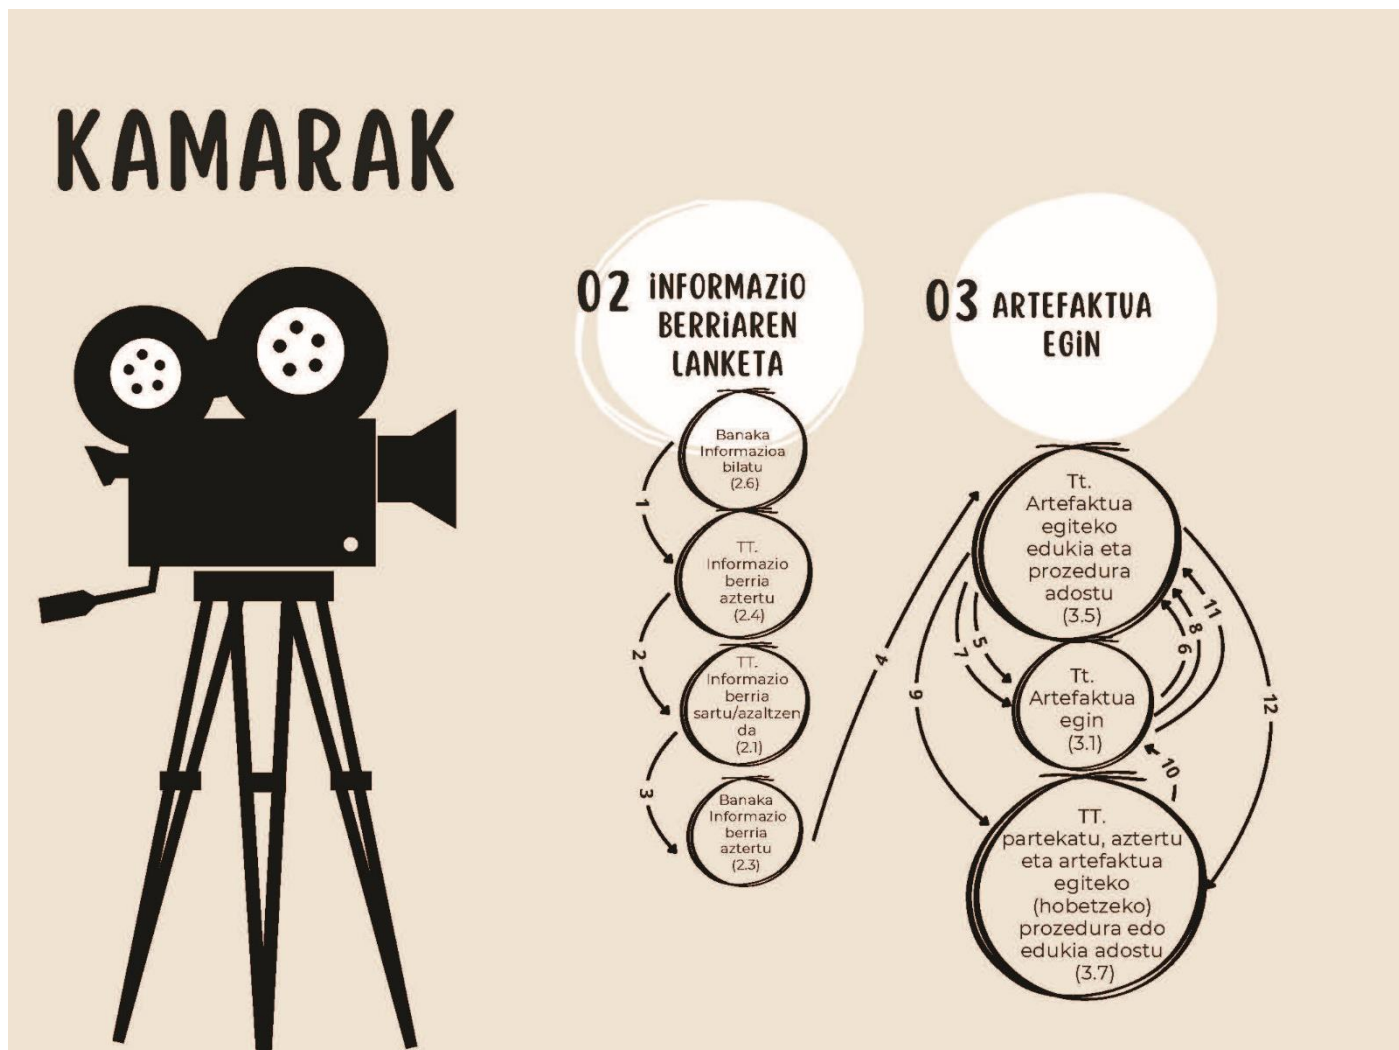 KAMARAK
02 iNFORMAZiO
BERRiAREN
LANKETA
Banaka
Informazioa
bilatu
(2.6)
1
TT.
Informazio
berria
aztertu
(2.4)
2
TT.
Informazio
berria
sartu/azaltzen
da
(2.1)
3
Banaka
Informazio
berria
aztertu
(2.3)
4
03 ARTEFAKTUA
EGiN
Tt.
Artefaktua
egiteko
edukia eta
prozedura
adostu
(3.5)
5
7
9
6
8
11
12
Tt.
Artefaktua
egin
(3.1)
10
TT.
partekatu, aztertu
eta artefaktua
egiteko
(hobetzeko)
prozedura edo
edukia adostu
(3.7)